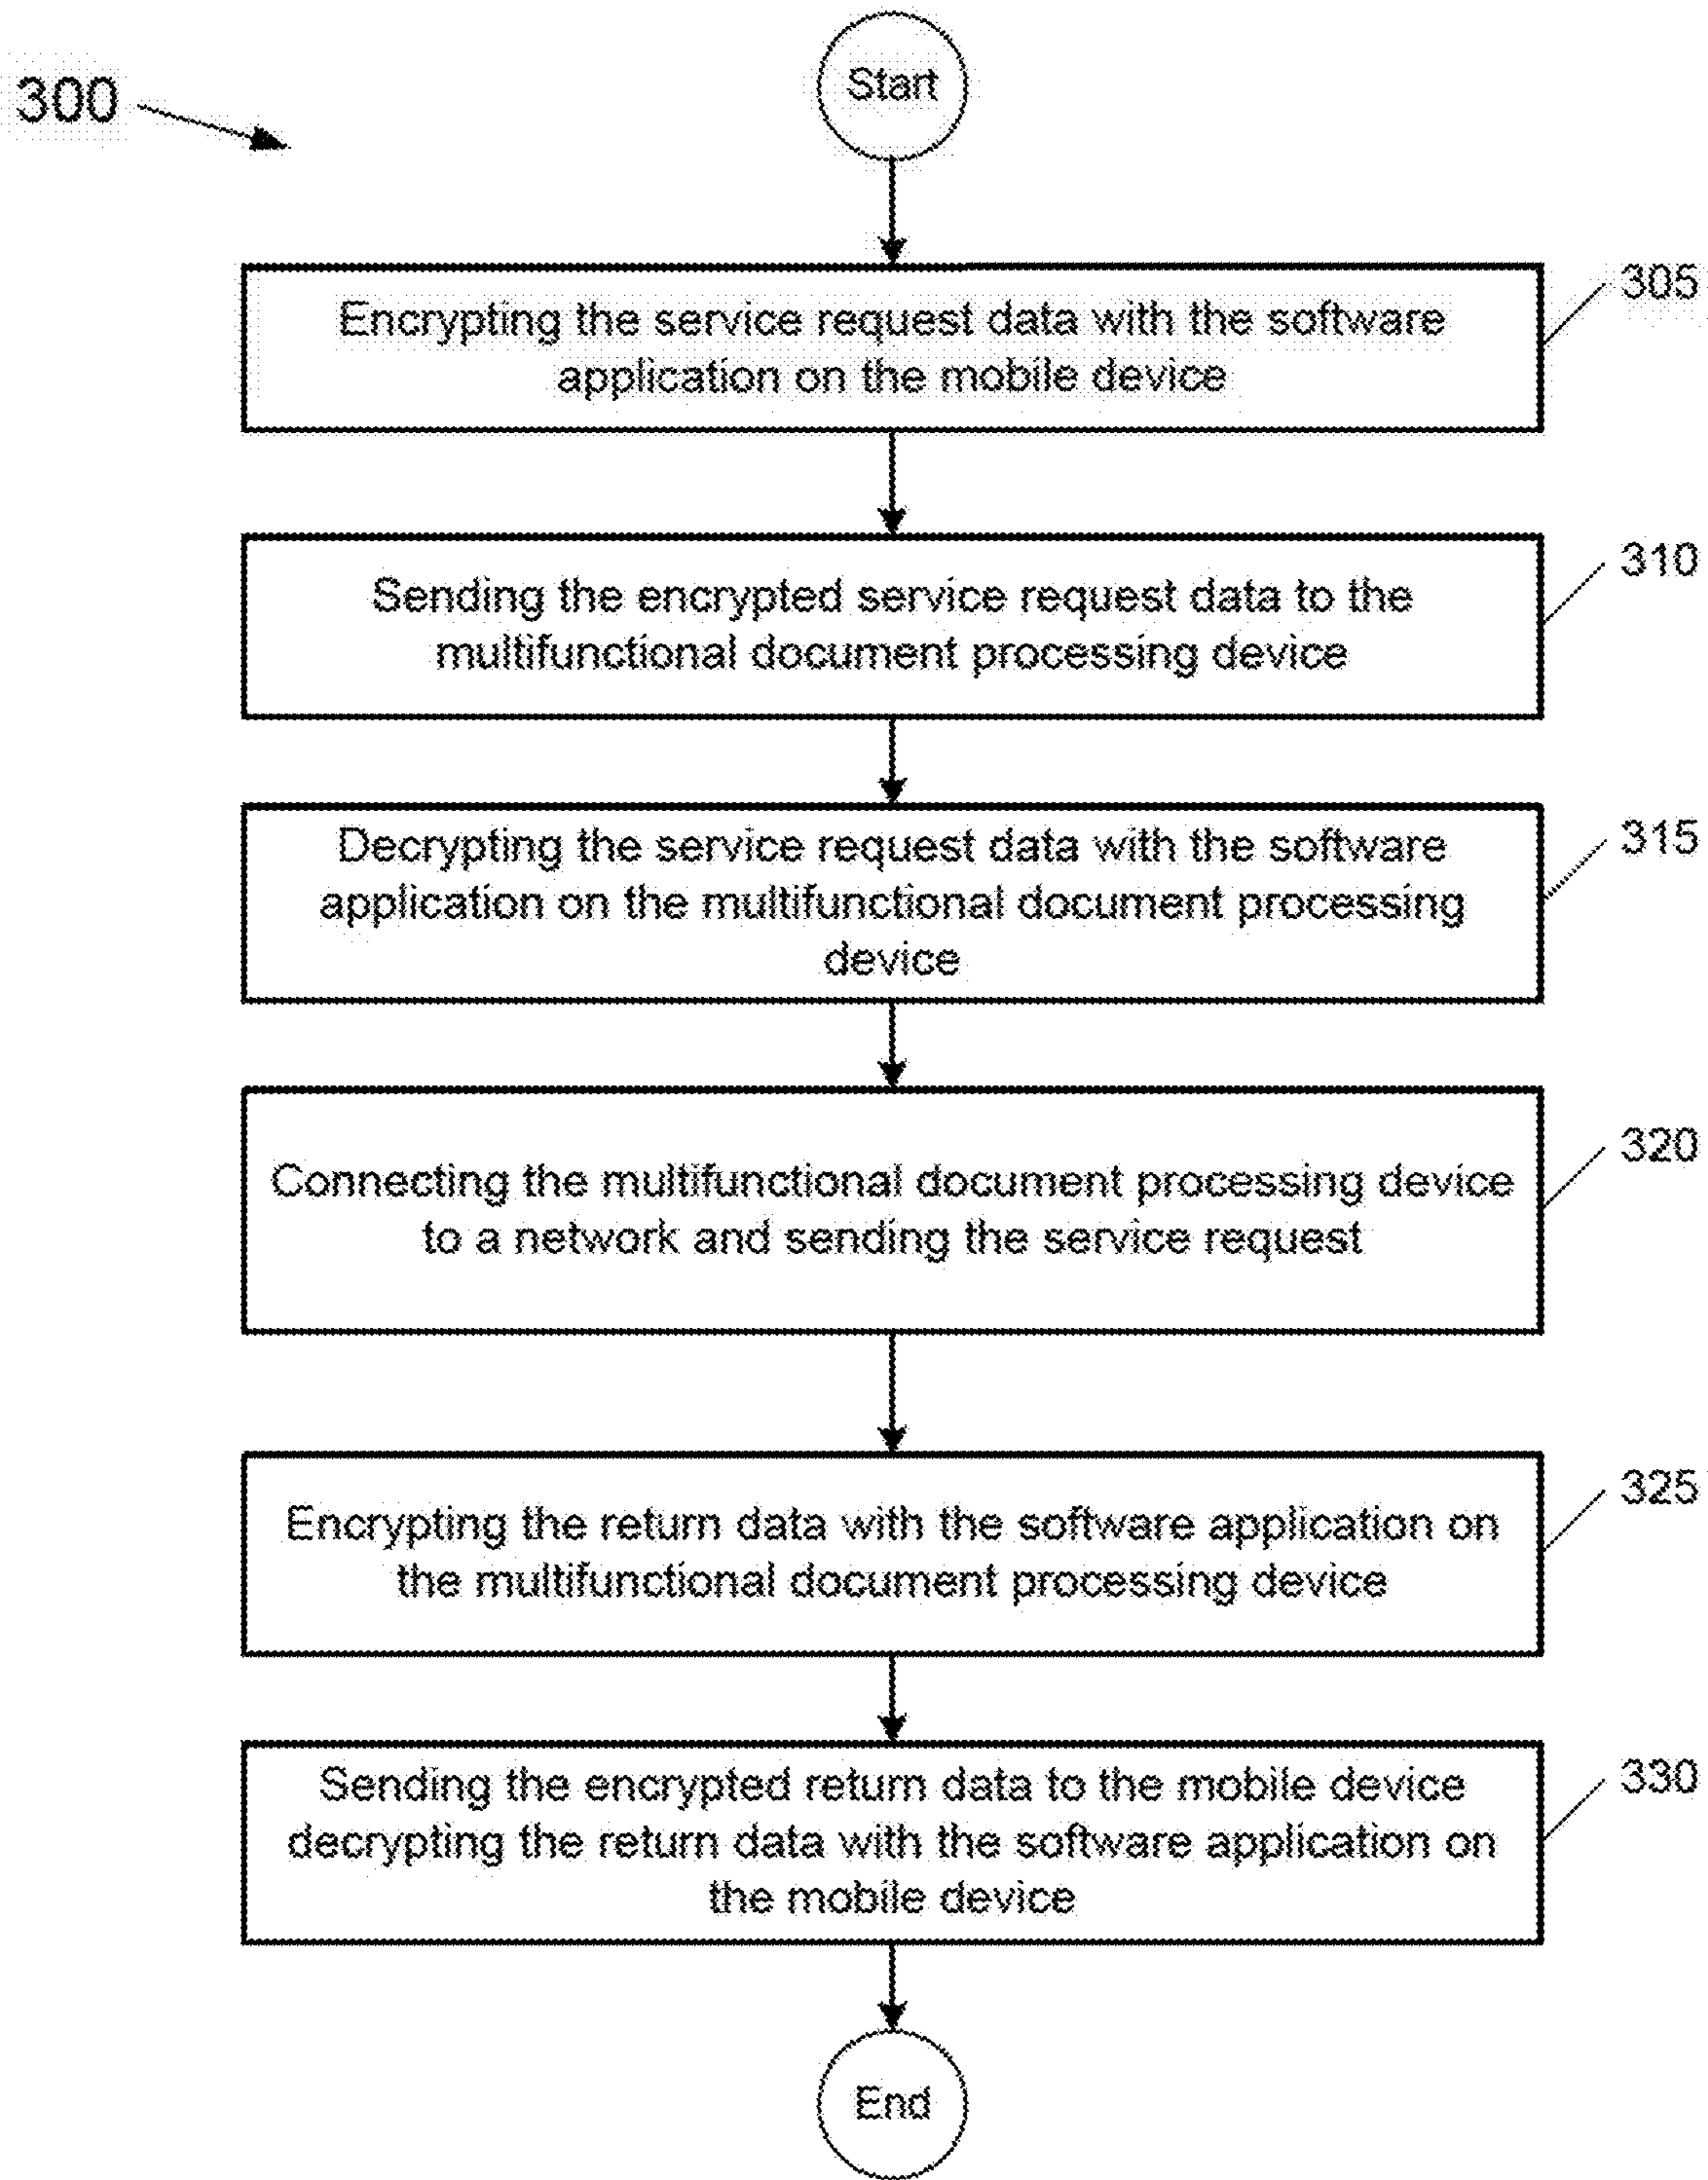 300
Start
Encrypting the service request data with the software
application on the mobile device
305
Sending the encrypted service request data to the
multifunctional document processing device
310
Decrypting the service request data with the software
application on the multifunctional document processing
device
315
Connecting the multifunctional document processing device
to a network and sending the service request
320
Encrypting the return data with the software application on
the multifunctional document processing device
325
Sending the encrypted return data to the mobile device
decrypting the return data with the software application on
the mobile device
330
End